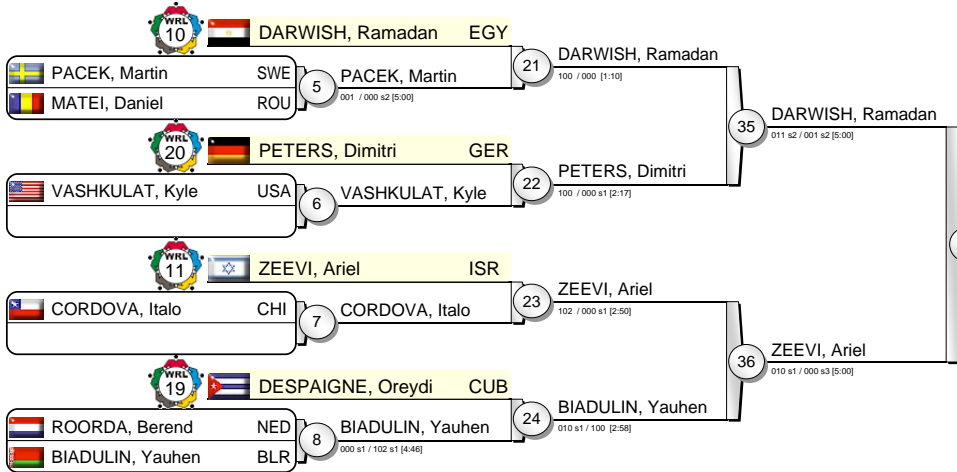 WRL 10 DARWISH, Ramadan EGY
PACEK, Martin SWE
MATEI, Daniel ROU
5 PACEK, Martin
001 / 000 s2 [5:00]
21 DARWISH, Ramadan
100 / 000 [1:10]
WRL 20 PETERS, Dimitri GER
VASHKULAT, Kyle USA
6 VASHKULAT, Kyle
22 PETERS, Dimitri
100 / 000 s1 [2:17]
35 DARWISH, Ramadan
011 s2 / 001 s2 [5:00]
WRL 11 ZEEVI, Ariel ISR
CORDOVA, Italo CHI
7 CORDOVA, Italo
23 ZEEVI, Ariel
102 / 000 s1 [2:50]
WRL 19 DESPAIGNE, Oreydi CUB
ROORDA, Berend NED
BIADULIN, Yauhen BLR
8 BIADULIN, Yauhen
000 s1 / 102 s1 [4:46]
24 BIADULIN, Yauhen
010 s1 / 100 [2:58]
36 ZEEVI, Ariel
010 s1 / 000 s3 [5:00]